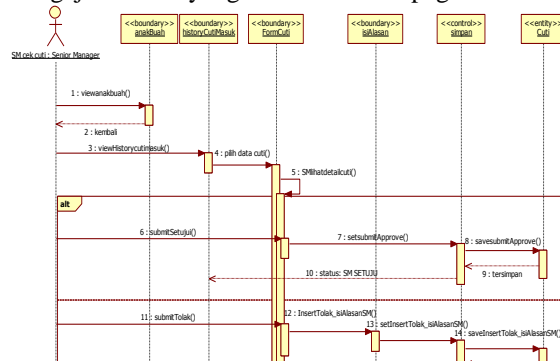 <<boundary>> <<boundary>> <<boundary>> <<boundary>> <<control>> <<entity>>
anakBuah historyCutiMasuk FormCuti isiAlasan simpan Cuti
SM cek cuti : Senior Manager
1 : viewanakbuah()
2 : kembali
3 : viewHistorycutimasuk()
4 : pilih data cuti()
5 : SMlihatdetailcuti()
alt
6 : submitSetujui()
7 : setsubmitApprove()
8 : savesubmitApprove()
9 : tersimpan
10 : status: SM SETUJU
11 : submitTolak()
12 : InsertTolak_isiAlasanSM()
13 : setInsertTolak_isiAlasanSM()
14 : saveInsertTolak_isiAlasanSM()